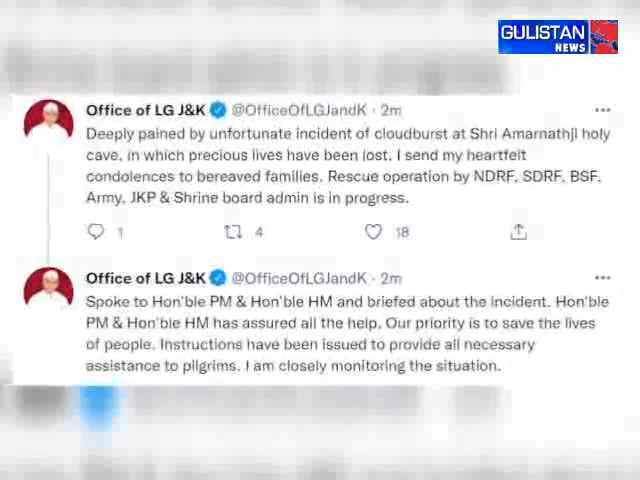 GULISTAN
NEWS
Office of LG J&K @OfficeOfLGJandK · 2m
Deeply pained by unfortunate incident of cloudburst at Shri Amarnathji holy
cave, in which precious lives have been lost. I send my heartfelt
condolences to bereaved families. Rescue operation by NDRF, SDRF, BSF,
Army, JKP & Shrine board admin is in progress.
1 4 18
Office of LG J&K @OfficeOfLGJandK · 2m
Spoke to Hon'ble PM & Hon'ble HM and briefed about the incident. Hon'ble
PM & Hon'ble HM has assured all the help. Our priority is to save the lives
of people. Instructions have been issued to provide all necessary
assistance to pilgrims. I am closely monitoring the situation.